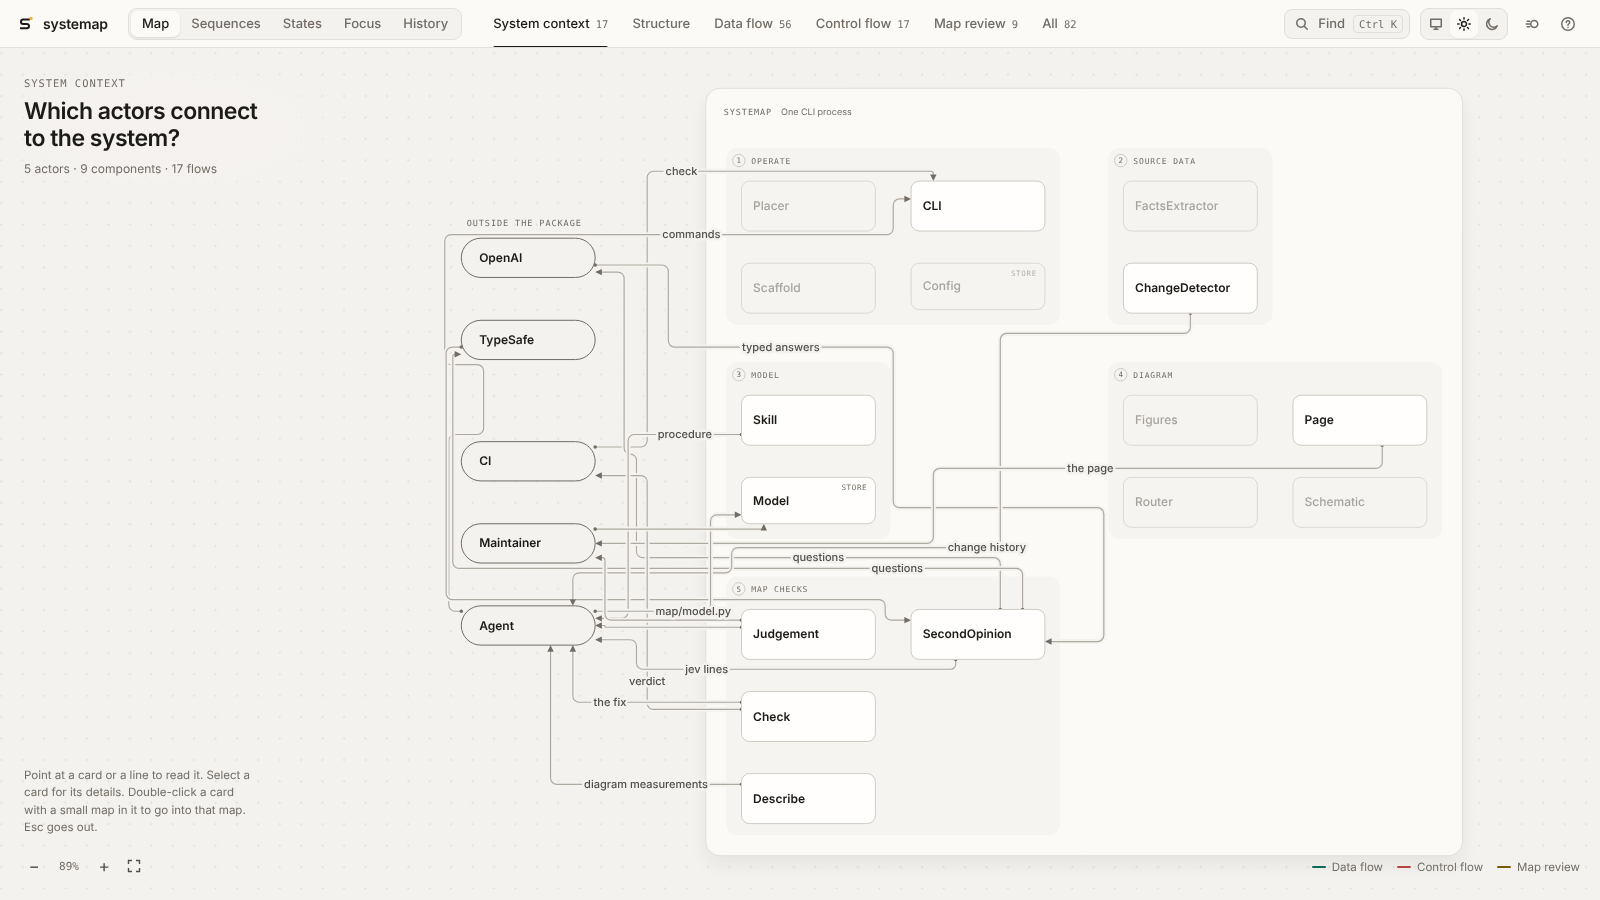 systemap
Map
Sequences
States
Focus
History
System context 17
Structure
Data flow 56
Control flow 17
Map review 9
All 82
Find Ctrl K
SYSTEM CONTEXT
Which actors connect
to the system?
5 actors · 9 components · 17 flows
SYSTEMAP One CLI process
1 OPERATE
2 SOURCE DATA
check
Placer
CLI
FactsExtractor
OUTSIDE THE PACKAGE
commands
OpenAI
Scaffold
STORE
Config
ChangeDetector
TypeSafe
typed answers
3 MODEL
4 DIAGRAM
Skill
Figures
Page
procedure
CI
the page
STORE
Model
Router
Schematic
Maintainer
change history
questions
questions
5 MAP CHECKS
map/model.py
Agent
Judgement
SecondOpinion
jev lines
verdict
the fix
Check
diagram measurements
Describe
Point at a card or a line to read it. Select a
card for its details. Double-click a card
with a small map in it to go into that map.
Esc goes out.
− 89% +
Data flow
Control flow
Map review